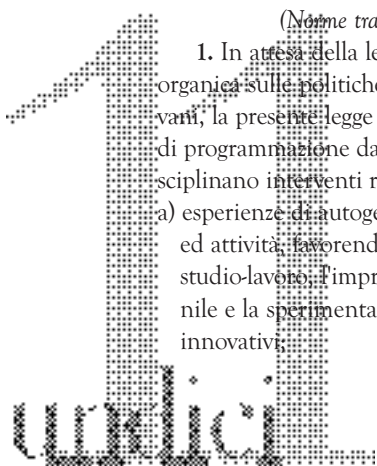 11
(Norme tra
1. In attesa della le
organica sulle politiche
vani, la presente legge
di programmazione da
sciplinano interventi r
a) esperienze di autoge
ed attività, favorend
studio-lavoro, l'impr
nile e la sperimenta
innovativi;
undici